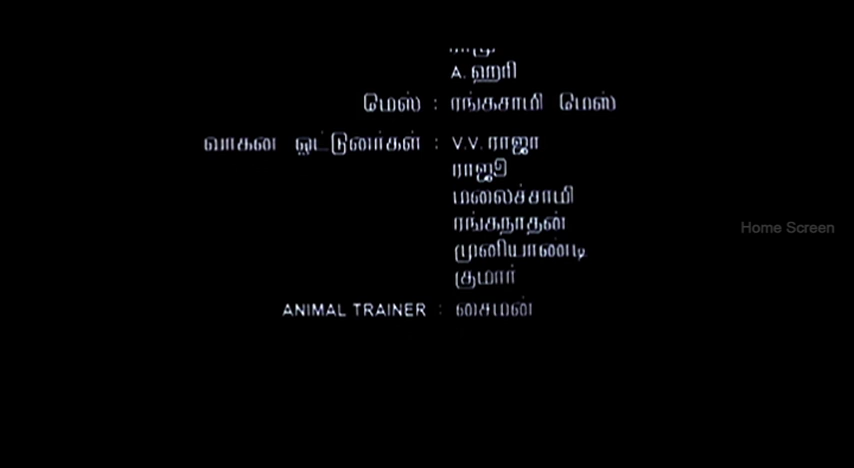 A. ஹரி
மேஸ் : ரங்கசாமி மேஸ்
வாகன ஓட்டுனர்கள் : V.V. ராஜா
ராஜூ
மலைச்சாமி
ரங்கநாதன்
முனியாண்டி
குமார்
ANIMAL TRAINER : சைமன்
Home Screen